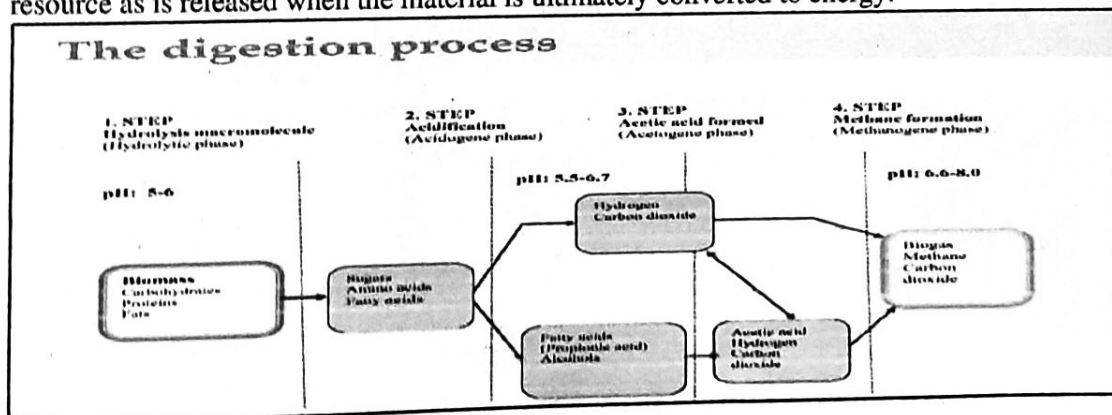 resource as is released when the material is ultimately converted to energy.
The digestion process
1. STEP
Hydrolysis macromolecule
(Hydrolytic phase)
2. STEP
Acidification
(Acidogene phase)
3. STEP
Acetic acid formed
(Acetogene phase)
4. STEP
Methane formation
(Methanogene phase)
pH: 5-6
pH: 5.5-6.7
pH: 6.6-8.0
Biomass
Carbohydrates
Proteins
Fats
Sugars
Amino acids
Fatty acids
Hydrogen
Carbon dioxide
Fatty acids
(Propionic acid)
Alcohols
Acetic acid
Hydrogen
Carbon
dioxide
Biogas
Methane
Carbon
dioxide